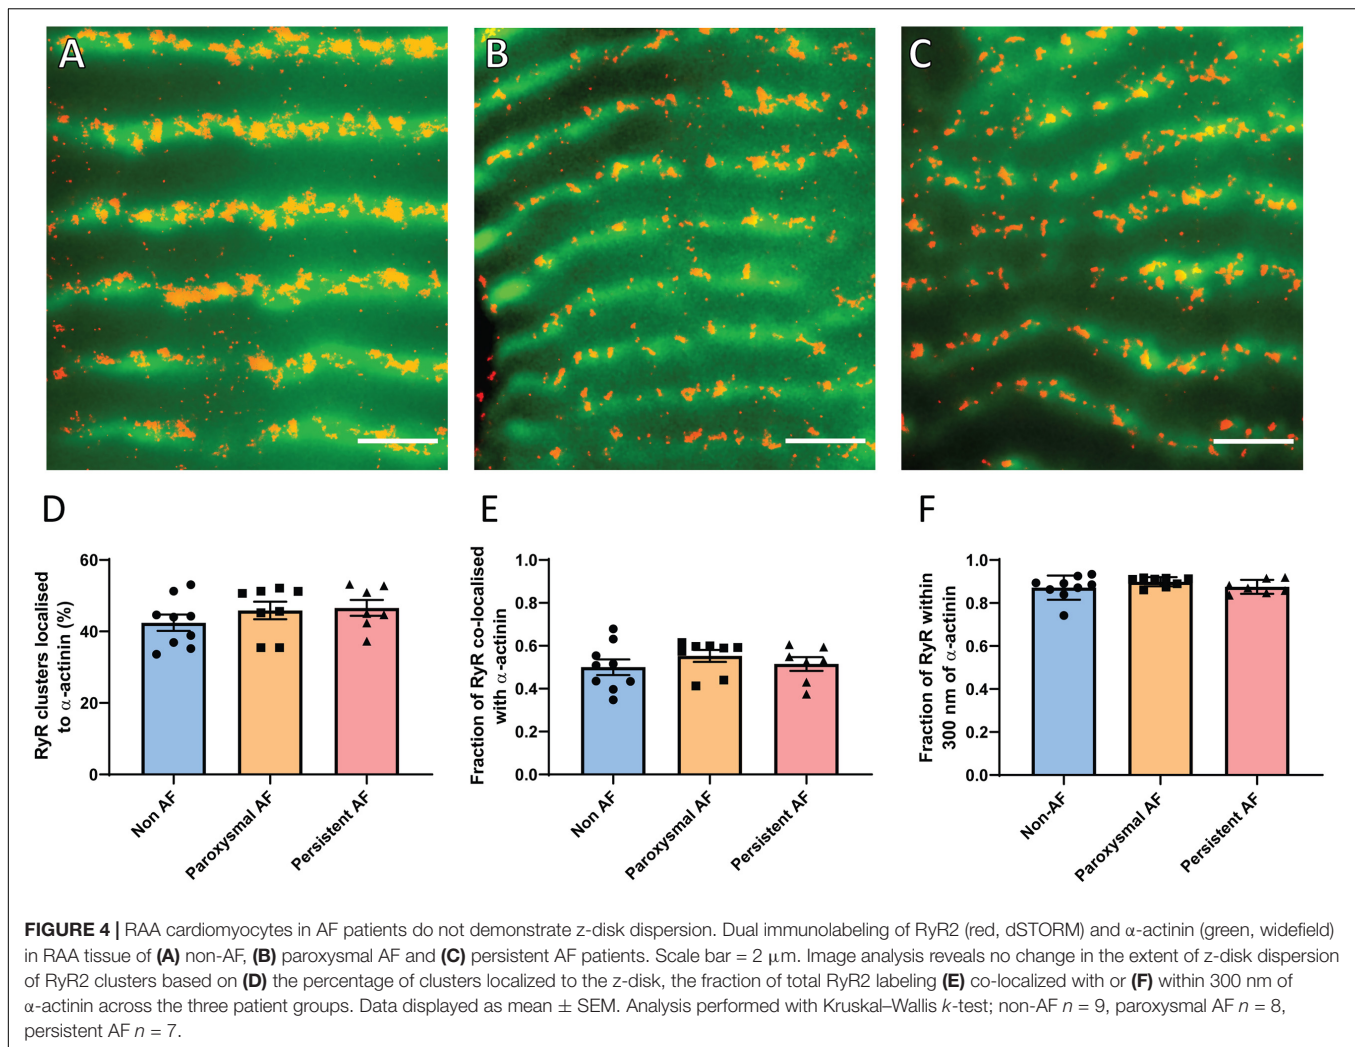 A
B
C
D
RyR clusters localised
to α-actinin (%)
60
40
20
0
Non AF
Paroxysmal AF
Persistent AF
E
Fraction of RyR co-localised
with α-actinin
1.0
0.8
0.6
0.4
0.2
0.0
Non AF
Paroxysmal AF
Persistent AF
F
Fraction of RyR within
300 nm of α-actinin
1.0
0.8
0.6
0.4
0.2
0.0
Non-AF
Paroxysmal AF
Persistent AF
FIGURE 4 | RAA cardiomyocytes in AF patients do not demonstrate z-disk dispersion. Dual immunolabeling of RyR2 (red, dSTORM) and α-actinin (green, widefield)
in RAA tissue of (A) non-AF, (B) paroxysmal AF and (C) persistent AF patients. Scale bar = 2 μm. Image analysis reveals no change in the extent of z-disk dispersion
of RyR2 clusters based on (D) the percentage of clusters localized to the z-disk, the fraction of total RyR2 labeling (E) co-localized with or (F) within 300 nm of
α-actinin across the three patient groups. Data displayed as mean ± SEM. Analysis performed with Kruskal–Wallis k-test; non-AF n = 9, paroxysmal AF n = 8,
persistent AF n = 7.